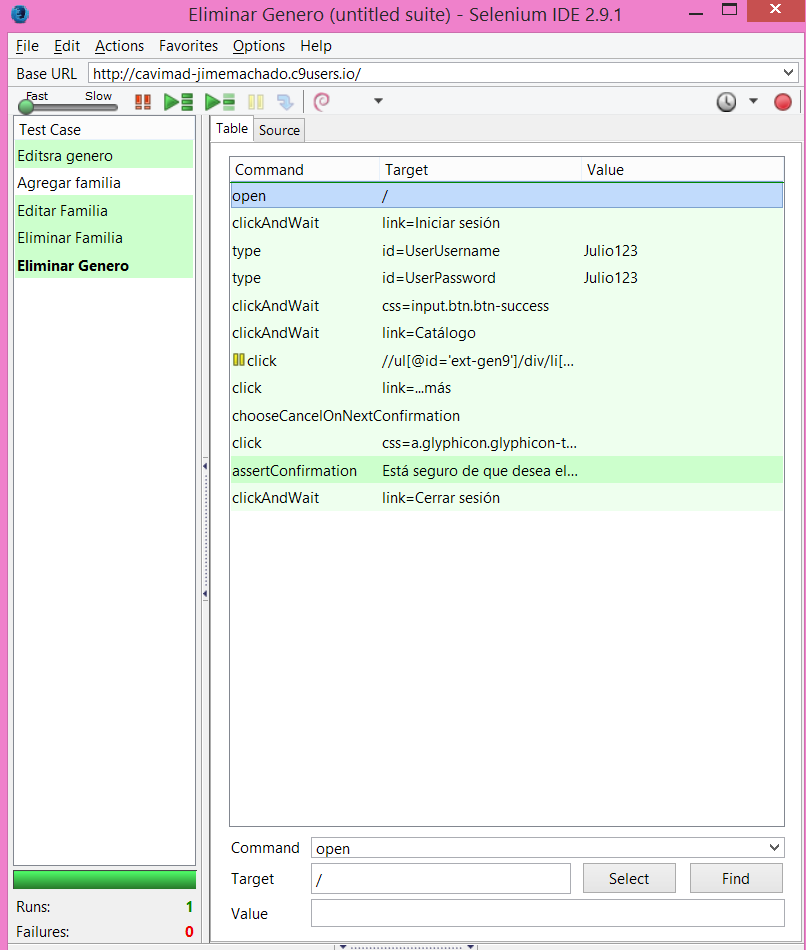 Eliminar Genero (untitled suite) - Selenium IDE 2.9.1
File Edit Actions Favorites Options Help
Base URL http://cavimad-jimemachado.c9users.io/
Fast Slow
Test Case
Editsra genero
Agregar familia
Editar Familia
Eliminar Familia
Eliminar Genero
Table Source
Command Target Value
open /
clickAndWait link=Iniciar sesión
type id=UserUsername Julio123
type id=UserPassword Julio123
clickAndWait css=input.btn.btn-success
clickAndWait link=Catálogo
click //ul[@id='ext-gen9']/div/li[...
click link=...más
chooseCancelOnNextConfirmation
click css=a.glyphicon.glyphicon-t...
assertConfirmation Está seguro de que desea el...
clickAndWait link=Cerrar sesión
Command open
Target / Select Find
Value
Runs: 1
Failures: 0